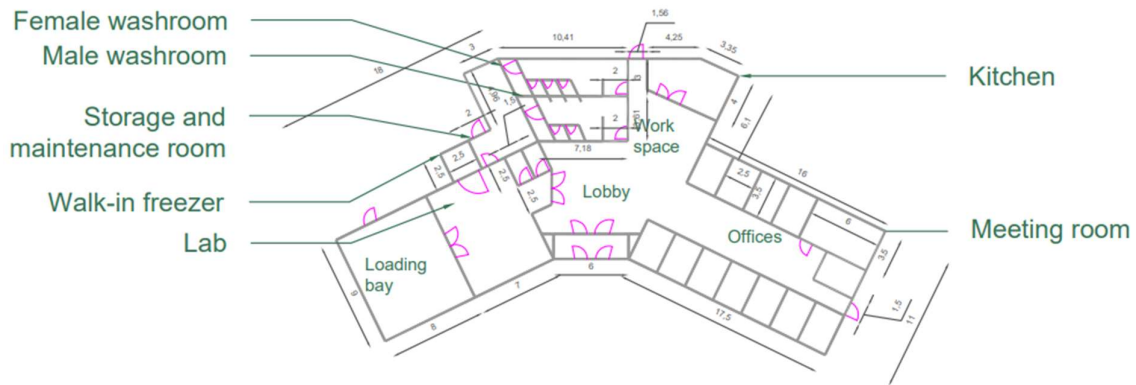 Female washroom
Male washroom
Storage and
maintenance room
Walk-in freezer
Lab
Kitchen
Meeting room
Work
space
Lobby
Offices
Loading
bay
1,56
10,41
4,25
3,35
3
18
2
3
4
6,1
1,5
2
2
7,18
2,5
2,5
2,5
2,5
16
2,5
3,5
6
3,5
1,5
11
9
8
7
6
17,5